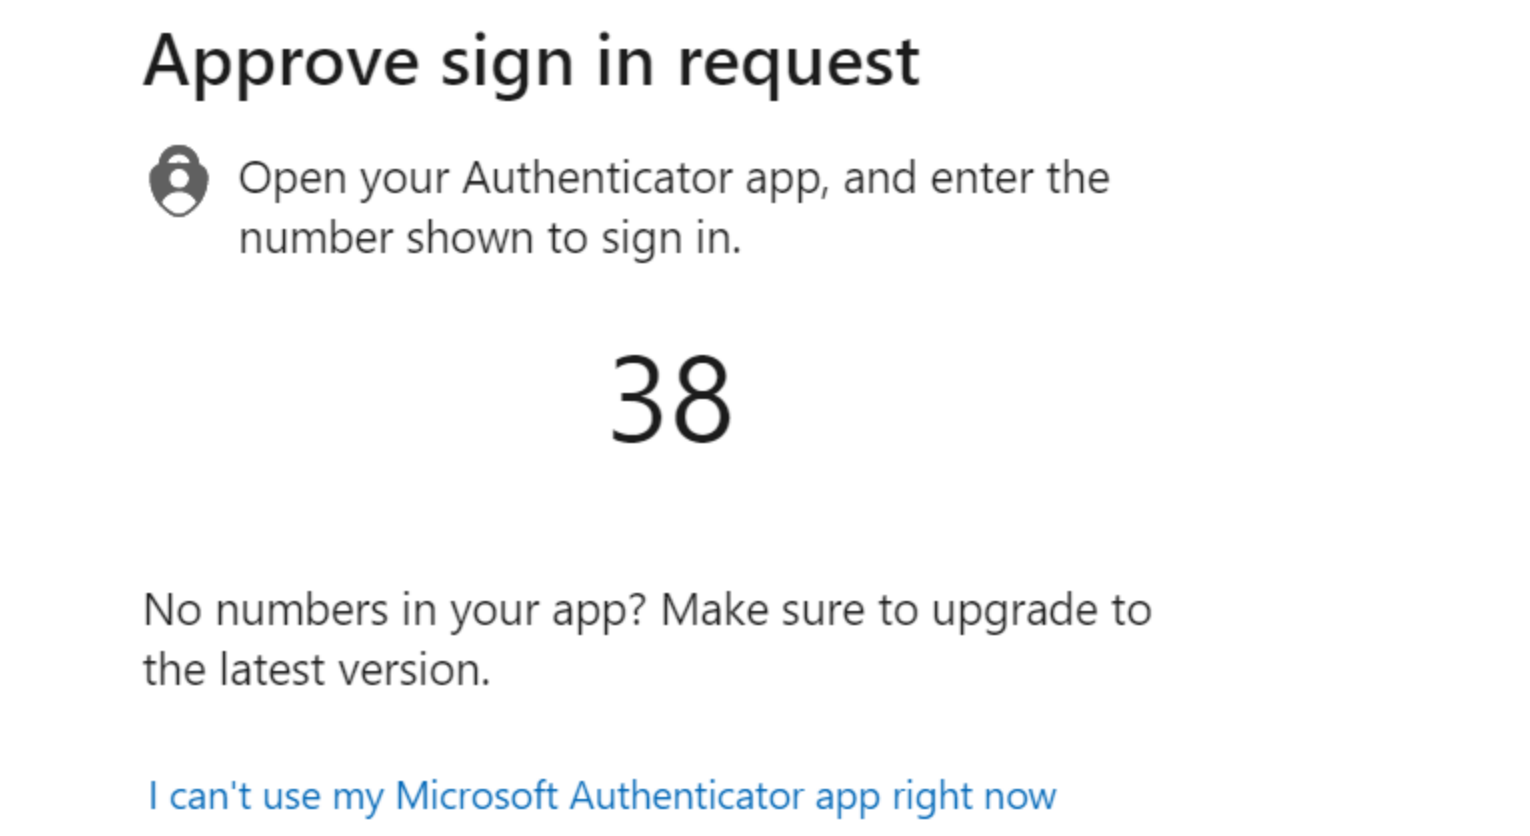 Approve sign in request
Open your Authenticator app, and enter the
number shown to sign in.
38
No numbers in your app? Make sure to upgrade to
the latest version.
I can't use my Microsoft Authenticator app right now